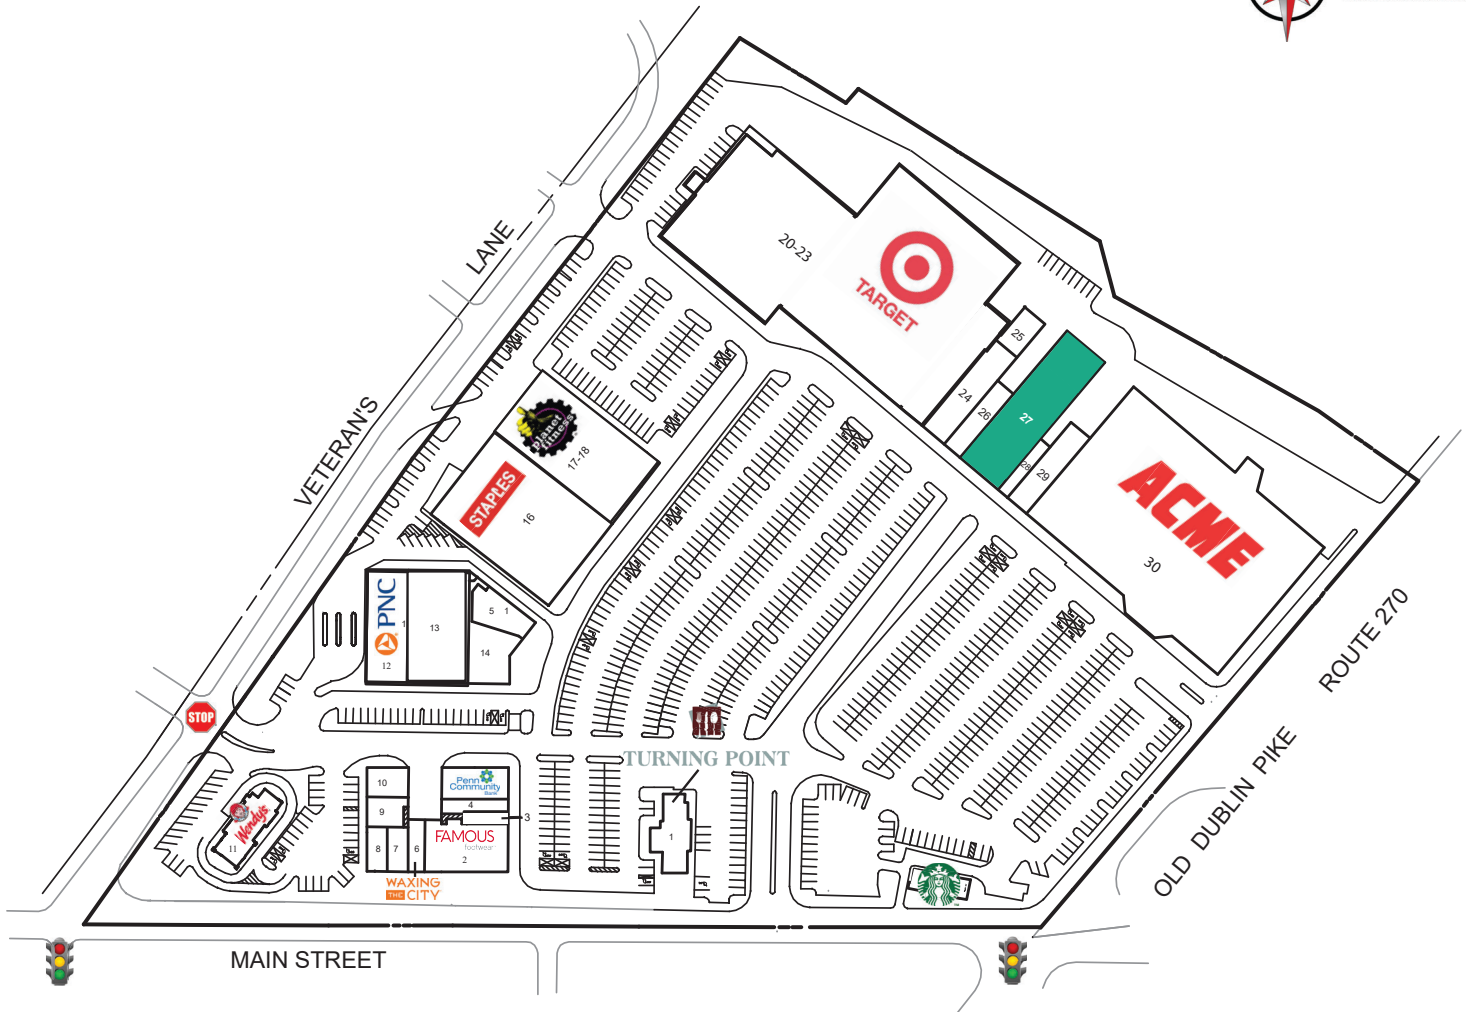 LANE
VETERAN'S
20-23
TARGET
25
24
26
27
28
29
ACME
30
planet
fitness
17-18
STAPLES
16
PNC
1
12
13
5 1
14
ROUTE 270
OLD DUBLIN PIKE
STOP
TURNING POINT
1
10
9
8
7
6
Penn
Community
Bank
4
3
FAMOUS
footwear
2
WAXING
THE CITY
Wendy's
11
MAIN STREET